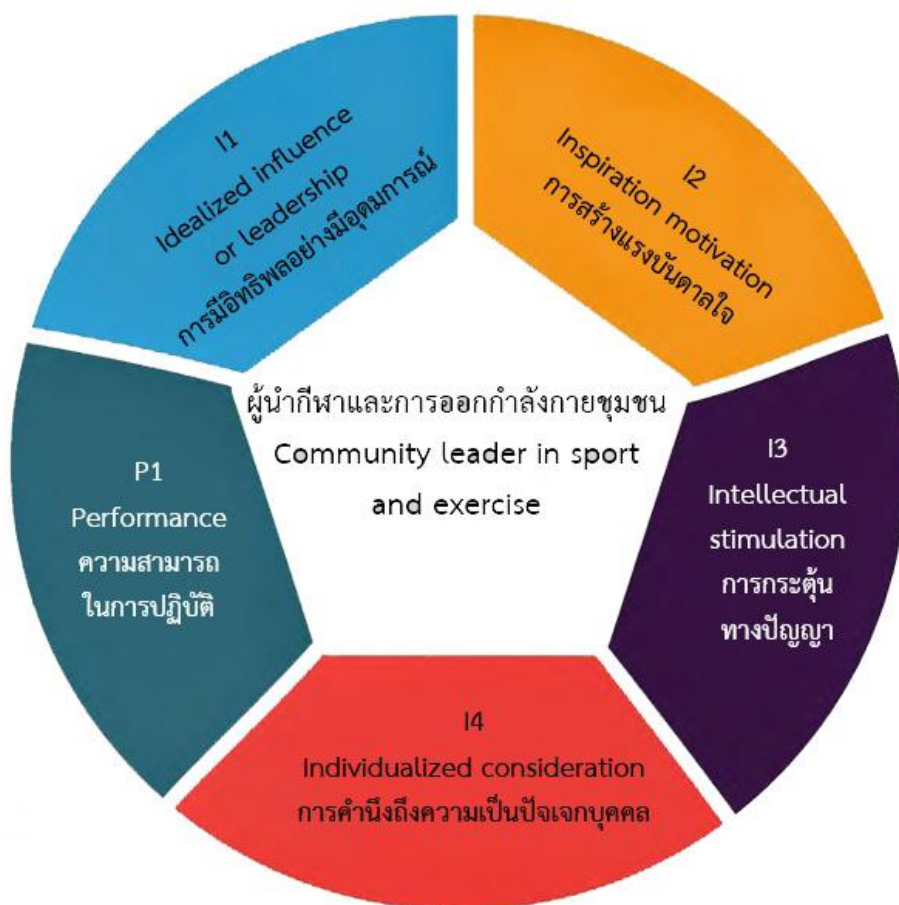 I1
Idealized influence
or leadership
การมีอิทธิพลอย่างมีอุดมการณ์
I2
Inspiration motivation
การสร้างแรงบันดาลใจ
ผู้นำกีฬาและการออกกำลังกายชุมชน
Community leader in sport
and exercise
I3
Intellectual
stimulation
การกระตุ้น
ทางปัญญา
P1
Performance
ความสามารถ
ในการปฏิบัติ
I4
Individualized consideration
การคำนึงถึงความเป็นปัจเจกบุคคล